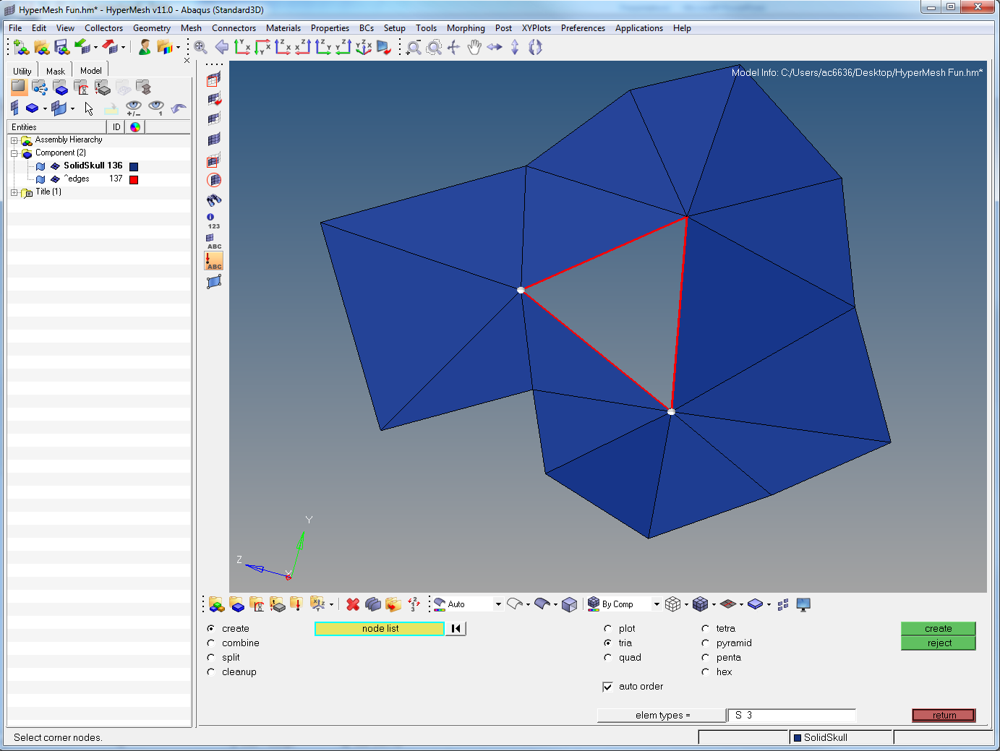 HyperMesh Fun.hm* - HyperMesh v11.0 - Abaqus (Standard3D)
File Edit View Collectors Geometry Mesh Connectors Materials Properties BCs Setup Tools Morphing Post XYPlots Preferences Applications Help
Utility Mask Model
Model Info: C:/Users/ac6636/Desktop/HyperMesh Fun.hm*
Entities ID
Assembly Hierarchy
Component (2)
SolidSkull 136
^edges 137
Title (1)
123
ABC
ABC
Y
Z
X
Auto
By Comp
create node list plot tetra create
combine tria pyramid reject
split quad penta
cleanup hex
auto order
elem types = S 3 return
Select corner nodes. SolidSkull